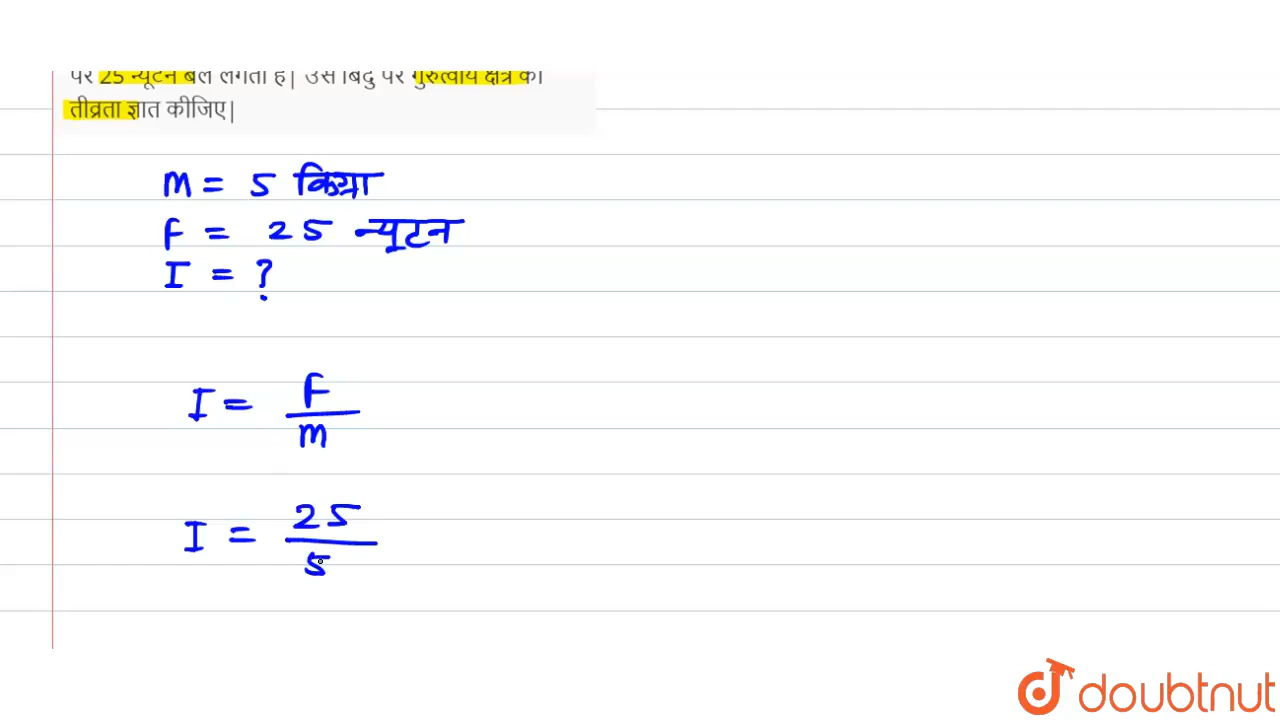 पर 25 न्यूटन बल लगता है| उस बिंदु पर गुरुत्वीय क्षेत्र की
तीव्रता ज्ञात कीजिए|
m = 5 किग्रा
F = 25 न्यूटन
I = ?
I = F
m
I = 25
5
doubtnut